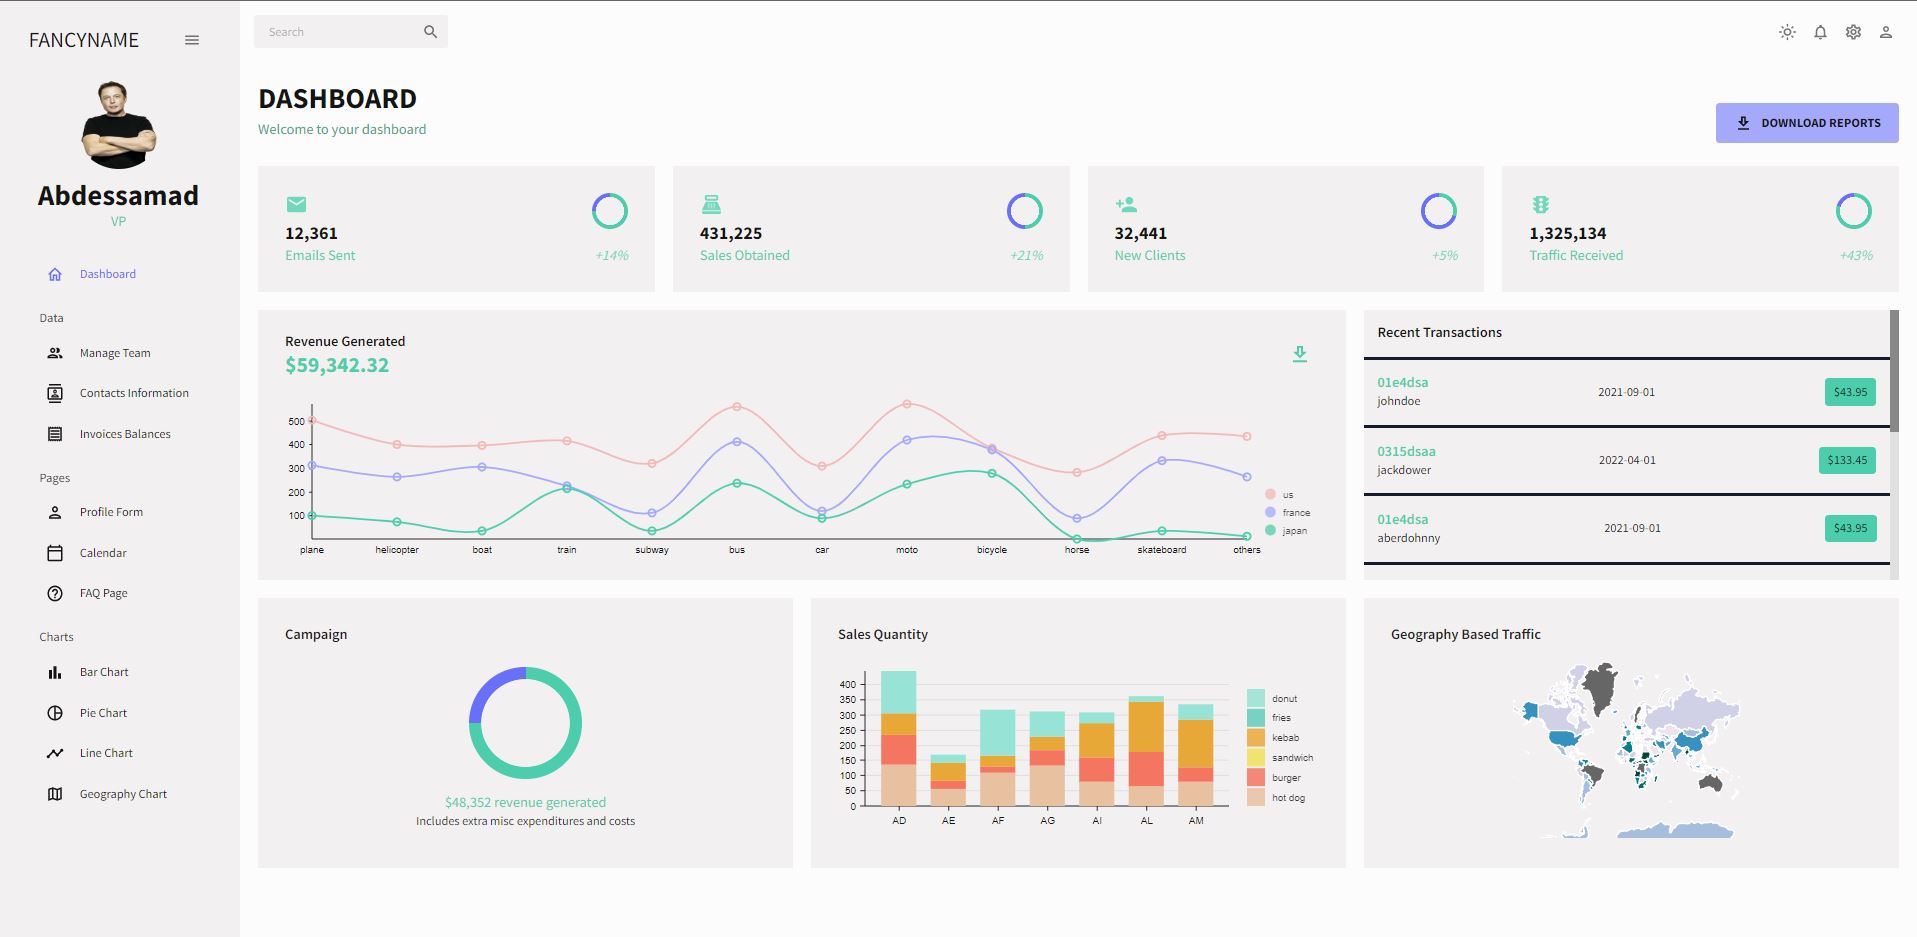 FANCYNAME
Abdessamad
VP
Dashboard
Data
Manage Team
Contacts Information
Invoices Balances
Pages
Profile Form
Calendar
FAQ Page
Charts
Bar Chart
Pie Chart
Line Chart
Geography Chart
Search
DASHBOARD
Welcome to your dashboard
DOWNLOAD REPORTS
12,361
Emails Sent
+14%
431,225
Sales Obtained
+21%
32,441
New Clients
+5%
1,325,134
Traffic Received
+43%
Revenue Generated
$59,342.32
500
400
300
200
100
plane helicopter boat train subway bus car moto bicycle horse skateboard others
us
france
japan
Recent Transactions
01e4dsa
johndoe
2021-09-01
$43.95
0315dsaa
jackdower
2022-04-01
$133.45
01e4dsa
aberdohnny
2021-09-01
$43.95
Campaign
$48,352 revenue generated
Includes extra misc expenditures and costs
Sales Quantity
400
350
300
250
200
150
100
50
0
AD AE AF AG AI AL AM
donut
fries
kebab
sandwich
burger
hot dog
Geography Based Traffic